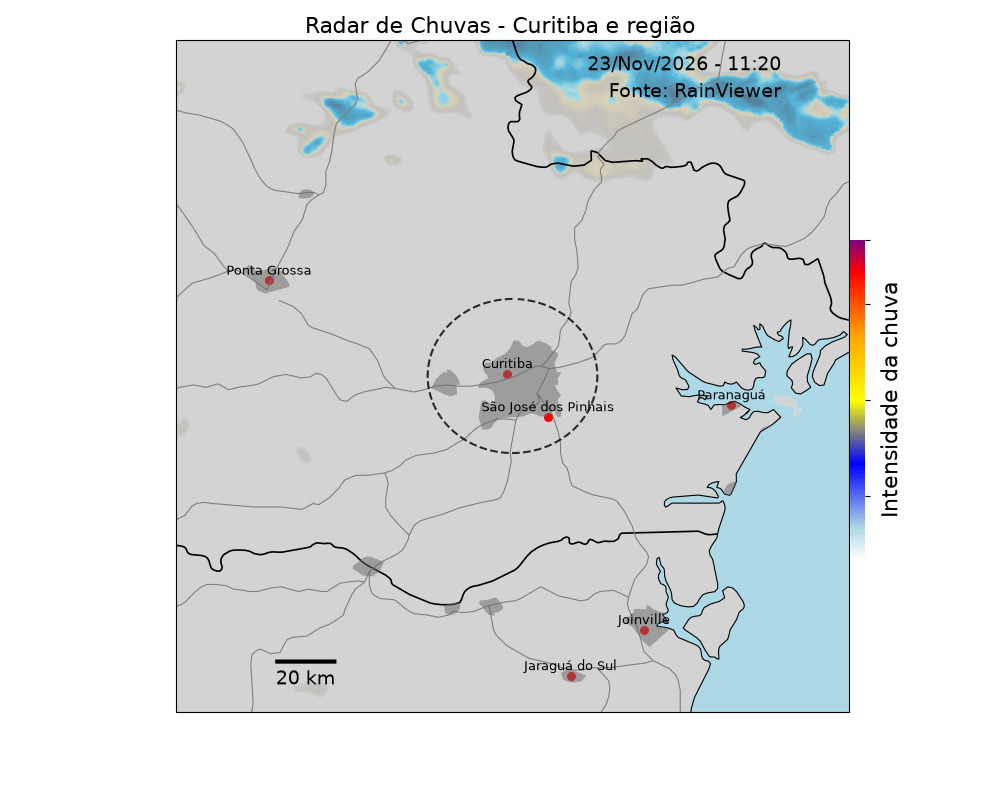 Radar de Chuvas - Curitiba e região
23/Nov/2026 - 11:20
Fonte: RainViewer
Ponta Grossa
Curitiba
Paranaguá
São José dos Pinhais
Intensidade da chuva
Joinville
Jaraguá do Sul
20 km